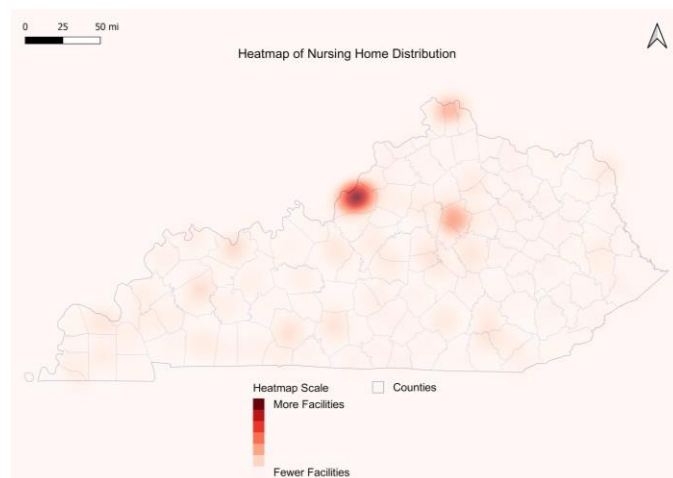 0 25 50 mi
Heatmap of Nursing Home Distribution
Heatmap Scale
Counties
More Facilities
Fewer Facilities